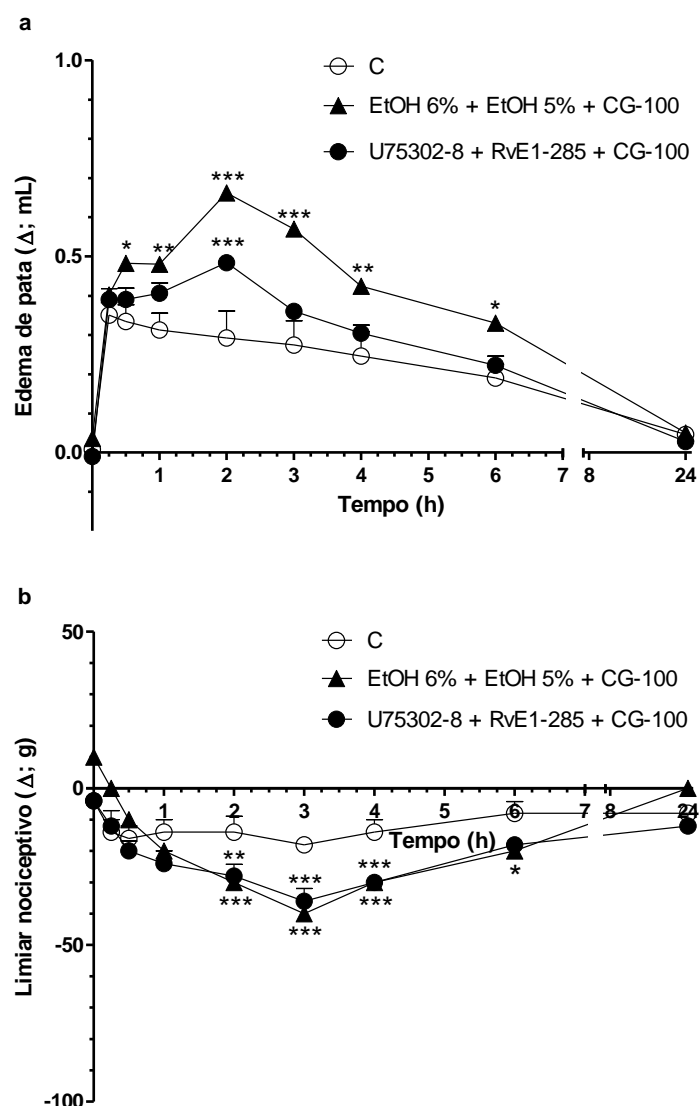 a
1.0
C
EtOH 6% + EtOH 5% + CG-100
U75302-8 + RvE1-285 + CG-100
***
***
* **
***
0.5
**
*
Edema de pata (Δ; mL)
0.0
1 2 3 4 5 6 7 8 24
Tempo (h)
b
50
C
EtOH 6% + EtOH 5% + CG-100
U75302-8 + RvE1-285 + CG-100
Limiar nociceptivo (Δ; g)
0
1 2 3 4 5 6 7 8 24
Tempo (h)
**
***
***
***
***
***
*
-50
-100